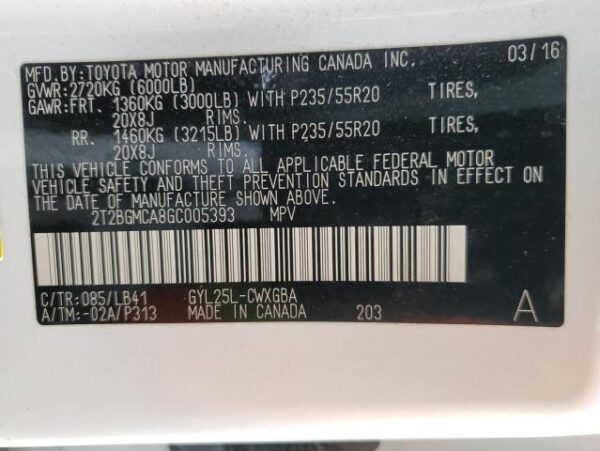 MFD.BY:TOYOTA MOTOR MANUFACTURING CANADA INC. 03/16
GVWR:2720KG (6000LB)
GAWR:FRT. 1360KG (3000LB) WITH P235/55R20 TIRES,
20X8J RIMS.
RR. 1460KG (3215LB) WITH P235/55R20 TIRES,
20X8J RIMS.
THIS VEHICLE CONFORMS TO ALL APPLICABLE FEDERAL MOTOR
VEHICLE SAFETY AND THEFT PREVENTION STANDARDS IN EFFECT ON
THE DATE OF MANUFACTURE SHOWN ABOVE.
2T2BGMCA8GC005393 MPV
C/TR:085/LB41 GYL25L-CWXGBA
A/TM:-02A/P313 MADE IN CANADA 203 A